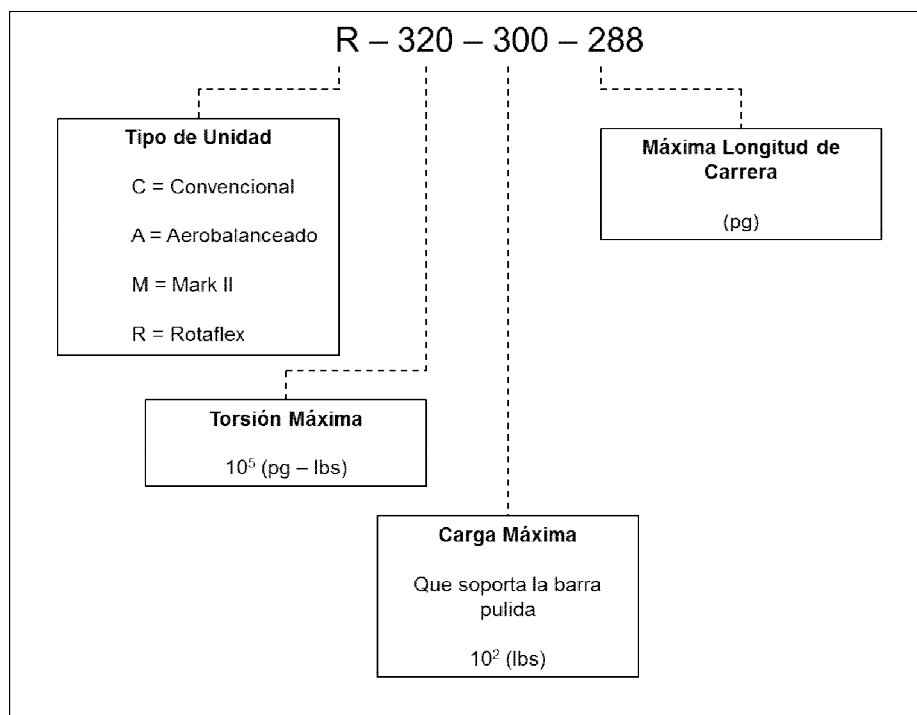 R – 320 – 300 – 288
Tipo de Unidad
C = Convencional
A = Aerobalanceado
M = Mark II
R = Rotaflex
Máxima Longitud de
Carrera
(pg)
Torsión Máxima
10⁵ (pg – lbs)
Carga Máxima
Que soporta la barra
pulida
10² (lbs)